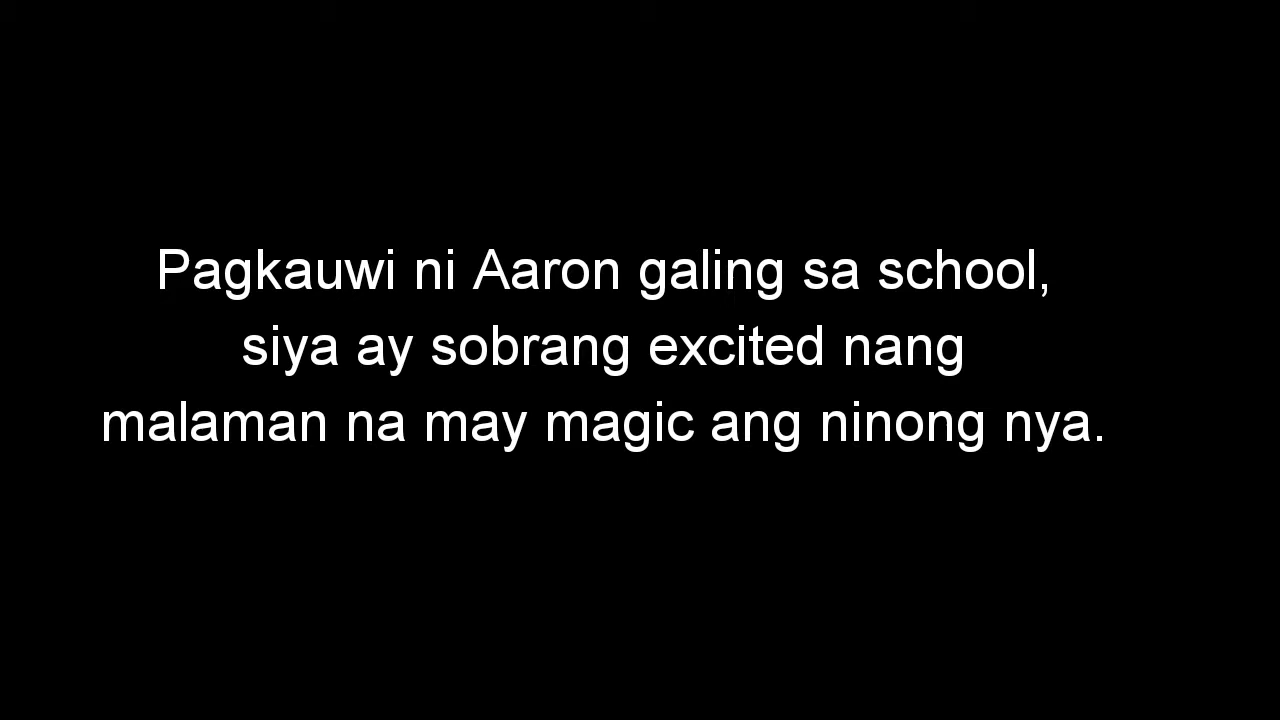 Pagkauwi ni Aaron galing sa school,
siya ay sobrang excited nang
malaman na may magic ang ninong nya.